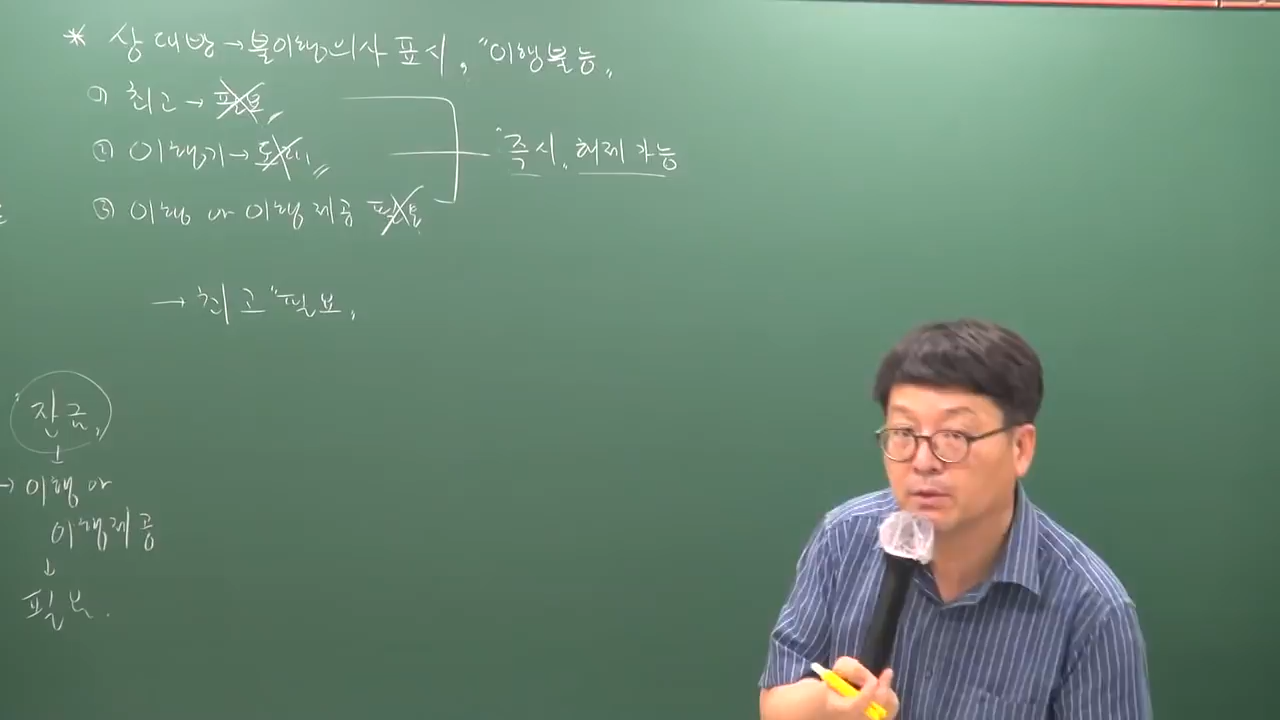 * 상대방→불이행의사표시, "이행불능"
① 최고→필요
② 이행기→도래
③ 이행 or 이행제공 필요
"즉시, 해제가능
→ 최고 "필요"
잔금,
↓
→ 이행 or
이행제공
↓
필요.